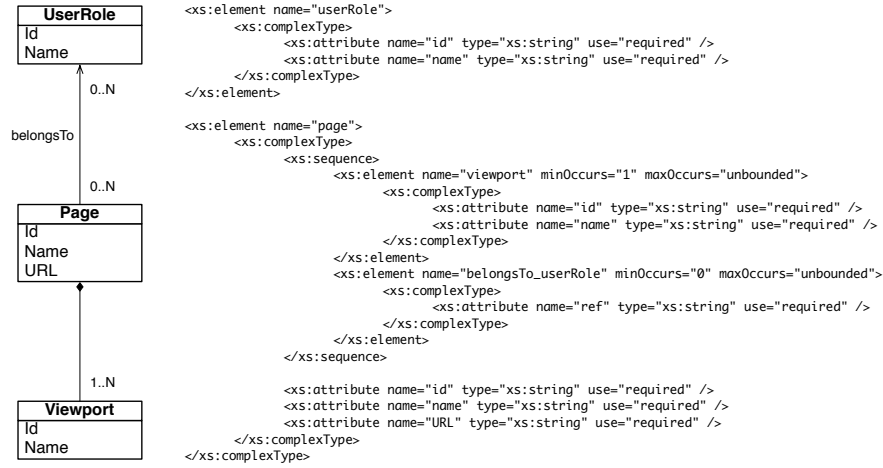 UserRole
Id
Name
0..N
belongsTo
0..N
Page
Id
Name
URL
1..N
Viewport
Id
Name
<xs:element name="userRole">
<xs:complexType>
<xs:attribute name="id" type="xs:string" use="required" />
<xs:attribute name="name" type="xs:string" use="required" />
</xs:complexType>
</xs:element>
<xs:element name="page">
<xs:complexType>
<xs:sequence>
<xs:element name="viewport" minOccurs="1" maxOccurs="unbounded">
<xs:complexType>
<xs:attribute name="id" type="xs:string" use="required" />
<xs:attribute name="name" type="xs:string" use="required" />
</xs:complexType>
</xs:element>
<xs:element name="belongsTo_userRole" minOccurs="0" maxOccurs="unbounded">
<xs:complexType>
<xs:attribute name="ref" type="xs:string" use="required" />
</xs:complexType>
</xs:element>
</xs:sequence>
<xs:attribute name="id" type="xs:string" use="required" />
<xs:attribute name="name" type="xs:string" use="required" />
<xs:attribute name="URL" type="xs:string" use="required" />
</xs:complexType>
</xs:complexType>